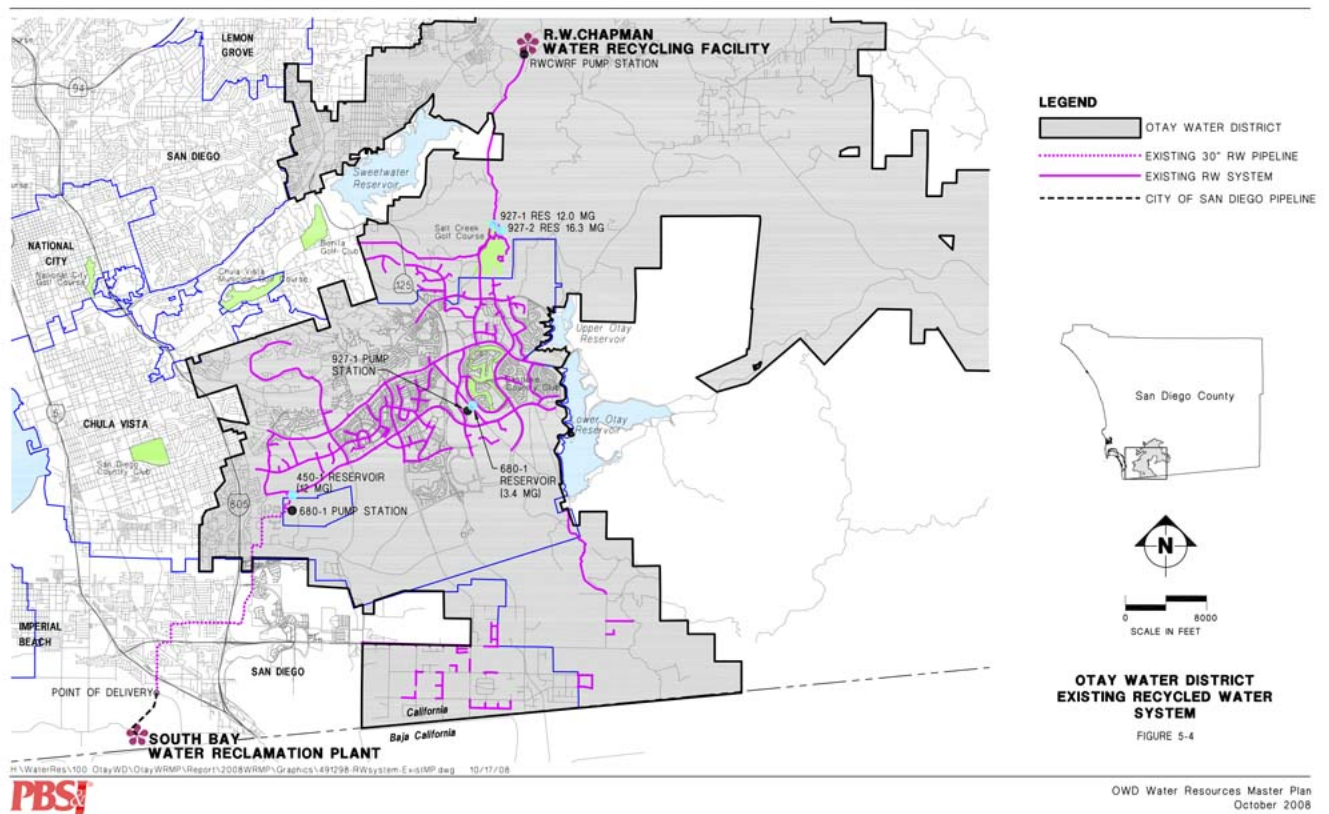 LEMON
GROVE
R.W.CHAPMAN
WATER RECYCLING FACILITY
RWCWRF PUMP STATION
94
SAN DIEGO
Sweetwater
Reservoir
927-1 RES 12.0 MG
927-2 RES 16.3 MG
Salt Creek
Golf Course
Bonita
Golf Club
NATIONAL
CITY
National City
Golf Course
Chula Vista
Municipal Golf Course
125
Upper Otay
Reservoir
927-1 PUMP
STATION
Country Club
5
CHULA VISTA
Lower Otay
Reservoir
San Diego
Country Club
450-1 RESERVOIR
(12 MG)
680-1
RESERVOIR
(3.4 MG)
805
680-1 PUMP STATION
IMPERIAL
BEACH
SAN DIEGO
POINT OF DELIVERY
California
Baja California
SOUTH BAY
WATER RECLAMATION PLANT
LEGEND
OTAY WATER DISTRICT
EXISTING 30" RW PIPELINE
EXISTING RW SYSTEM
CITY OF SAN DIEGO PIPELINE
San Diego County
N
0 8000
SCALE IN FEET
OTAY WATER DISTRICT
EXISTING RECYCLED WATER
SYSTEM
FIGURE 5-4
H:\WaterRes\100 OtayWD\OtayWRMP\Report\2008WRMP\Graphics\491298-RWsystem-ExistMP.dwg 10/17/08
PBS&J
OWD Water Resources Master Plan
October 2008